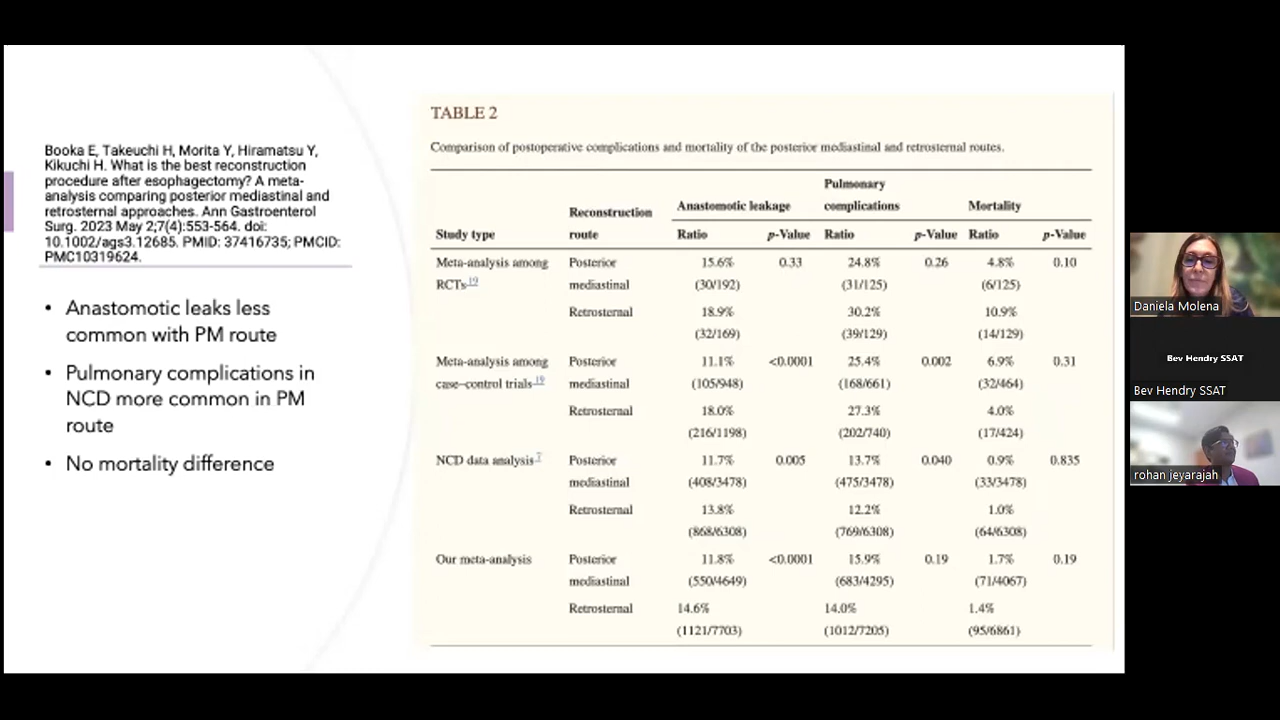 Booka E, Takeuchi H, Morita Y, Hiramatsu Y,
Kikuchi H. What is the best reconstruction
procedure after esophagectomy? A meta-
analysis comparing posterior mediastinal and
retrosternal approaches. Ann Gastroenterol
Surg. 2023 May 2;7(4):553-564. doi:
10.1002/ags3.12685. PMID: 37416735; PMCID:
PMC10319624.
• Anastomotic leaks less
common with PM route
• Pulmonary complications in
NCD more common in PM
route
• No mortality difference
TABLE 2
Comparison of postoperative complications and mortality of the posterior mediastinal and retrosternal routes.
Pulmonary
Reconstruction Anastomotic leakage complications Mortality
Study type route Ratio p-Value Ratio p-Value Ratio p-Value
Meta-analysis among Posterior 15.6% 0.33 24.8% 0.26 4.8% 0.10
RCTs19 mediastinal (30/192) (31/125) (6/125)
Retrosternal 18.9% 30.2% 10.9%
(32/169) (39/129) (14/129)
Meta-analysis among Posterior 11.1% <0.0001 25.4% 0.002 6.9% 0.31
case–control trials19 mediastinal (105/948) (168/661) (32/464)
Retrosternal 18.0% 27.3% 4.0%
(216/1198) (202/740) (17/424)
NCD data analysis7 Posterior 11.7% 0.005 13.7% 0.040 0.9% 0.835
mediastinal (408/3478) (475/3478) (33/3478)
Retrosternal 13.8% 12.2% 1.0%
(868/6308) (769/6308) (64/6308)
Our meta-analysis Posterior 11.8% <0.0001 15.9% 0.19 1.7% 0.19
mediastinal (550/4649) (683/4295) (71/4067)
Retrosternal 14.6% 14.0% 1.4%
(1121/7703) (1012/7205) (95/6861)
Daniela Molena
Bev Hendry SSAT
Bev Hendry SSAT
rohan jeyarajah